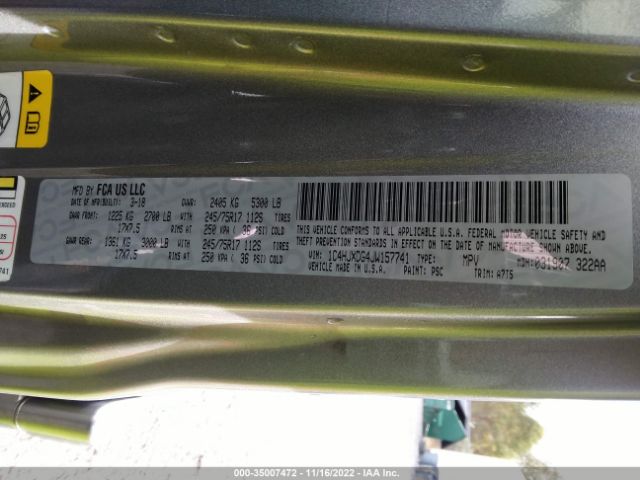 MFD BY FCA US LLC
DATE OF MFR(BDXLTY) 3-18 GVWR: 2405 KG 5300 LB
GAWR FRONT: 1225 KG 2700 LB WITH 245/75R17 112S TIRES
17X7.5 RIMS AT 250 KPA ( 36 PSI) COLD
GAWR REAR: 1361 KG 3000 LB WITH 245/75R17 112S TIRES
17X7.5 RIMS AT 250 KPA ( 36 PSI) COLD
THIS VEHICLE CONFORMS TO ALL APPLICABLE U.S.A. FEDERAL MOTOR VEHICLE SAFETY AND
THEFT PREVENTION STANDARDS IN EFFECT ON THE DATE OF MANUFACTURE SHOWN ABOVE.
VIN: 1C4HJXDG4JW157741 TYPE: MPV MDH:031907 322AA
VEHICLE MADE IN U.S.A. PAINT: PSC TRIM: A7T5
7741
000-35007472 - 11/16/2022 - IAA Inc.